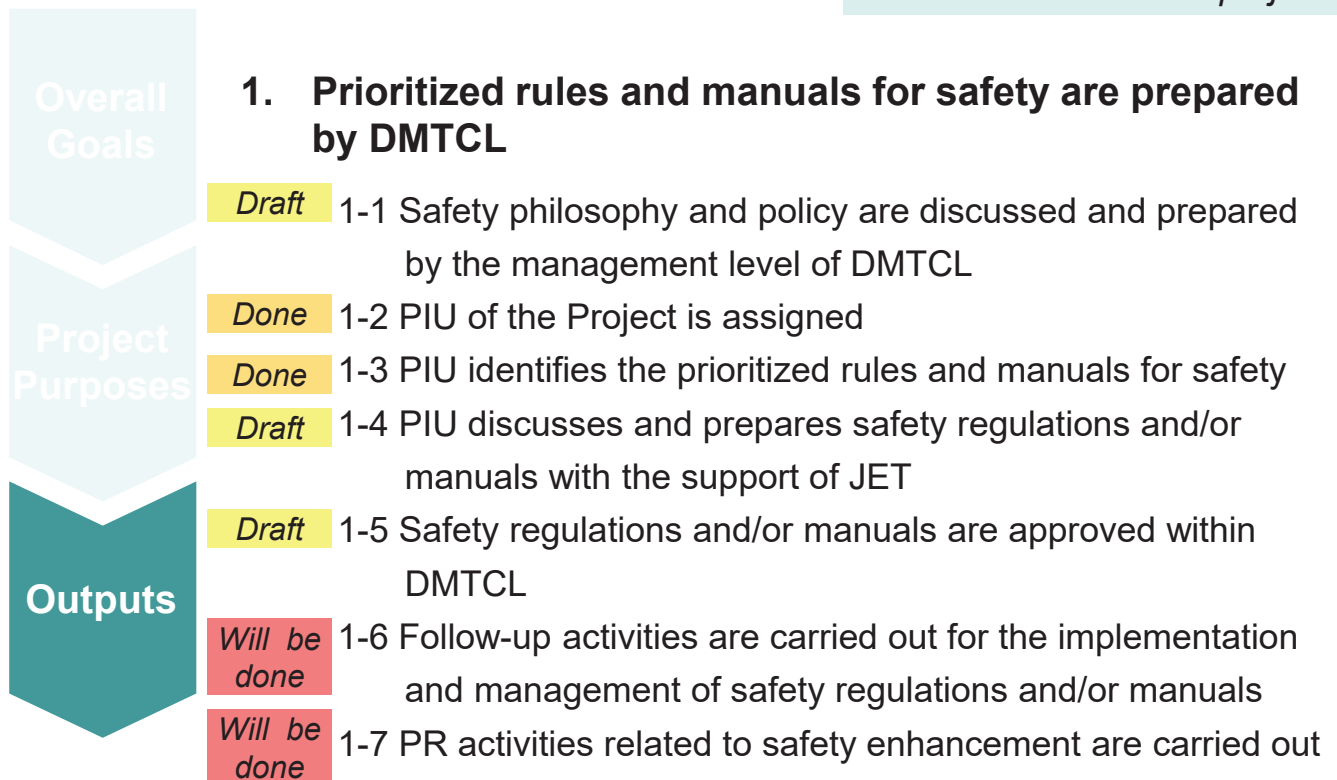 Overall
Goals
Project
Purposes
Outputs
1. Prioritized rules and manuals for safety are prepared
by DMTCL
Draft 1-1 Safety philosophy and policy are discussed and prepared
by the management level of DMTCL
Done 1-2 PIU of the Project is assigned
Done 1-3 PIU identifies the prioritized rules and manuals for safety
Draft 1-4 PIU discusses and prepares safety regulations and/or
manuals with the support of JET
Draft 1-5 Safety regulations and/or manuals are approved within
DMTCL
Will be
done
1-6 Follow-up activities are carried out for the implementation
and management of safety regulations and/or manuals
Will be
done
1-7 PR activities related to safety enhancement are carried out